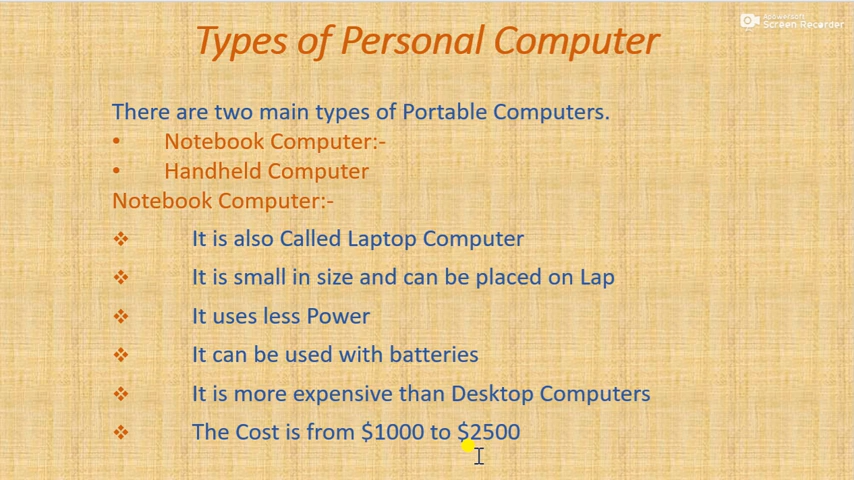 Types of Personal Computer
Apowersoft
Screen Recorder
There are two main types of Portable Computers.
• Notebook Computer:-
• Handheld Computer
Notebook Computer:-
❖ It is also Called Laptop Computer
❖ It is small in size and can be placed on Lap
❖ It uses less Power
❖ It can be used with batteries
❖ It is more expensive than Desktop Computers
❖ The Cost is from $1000 to $2500